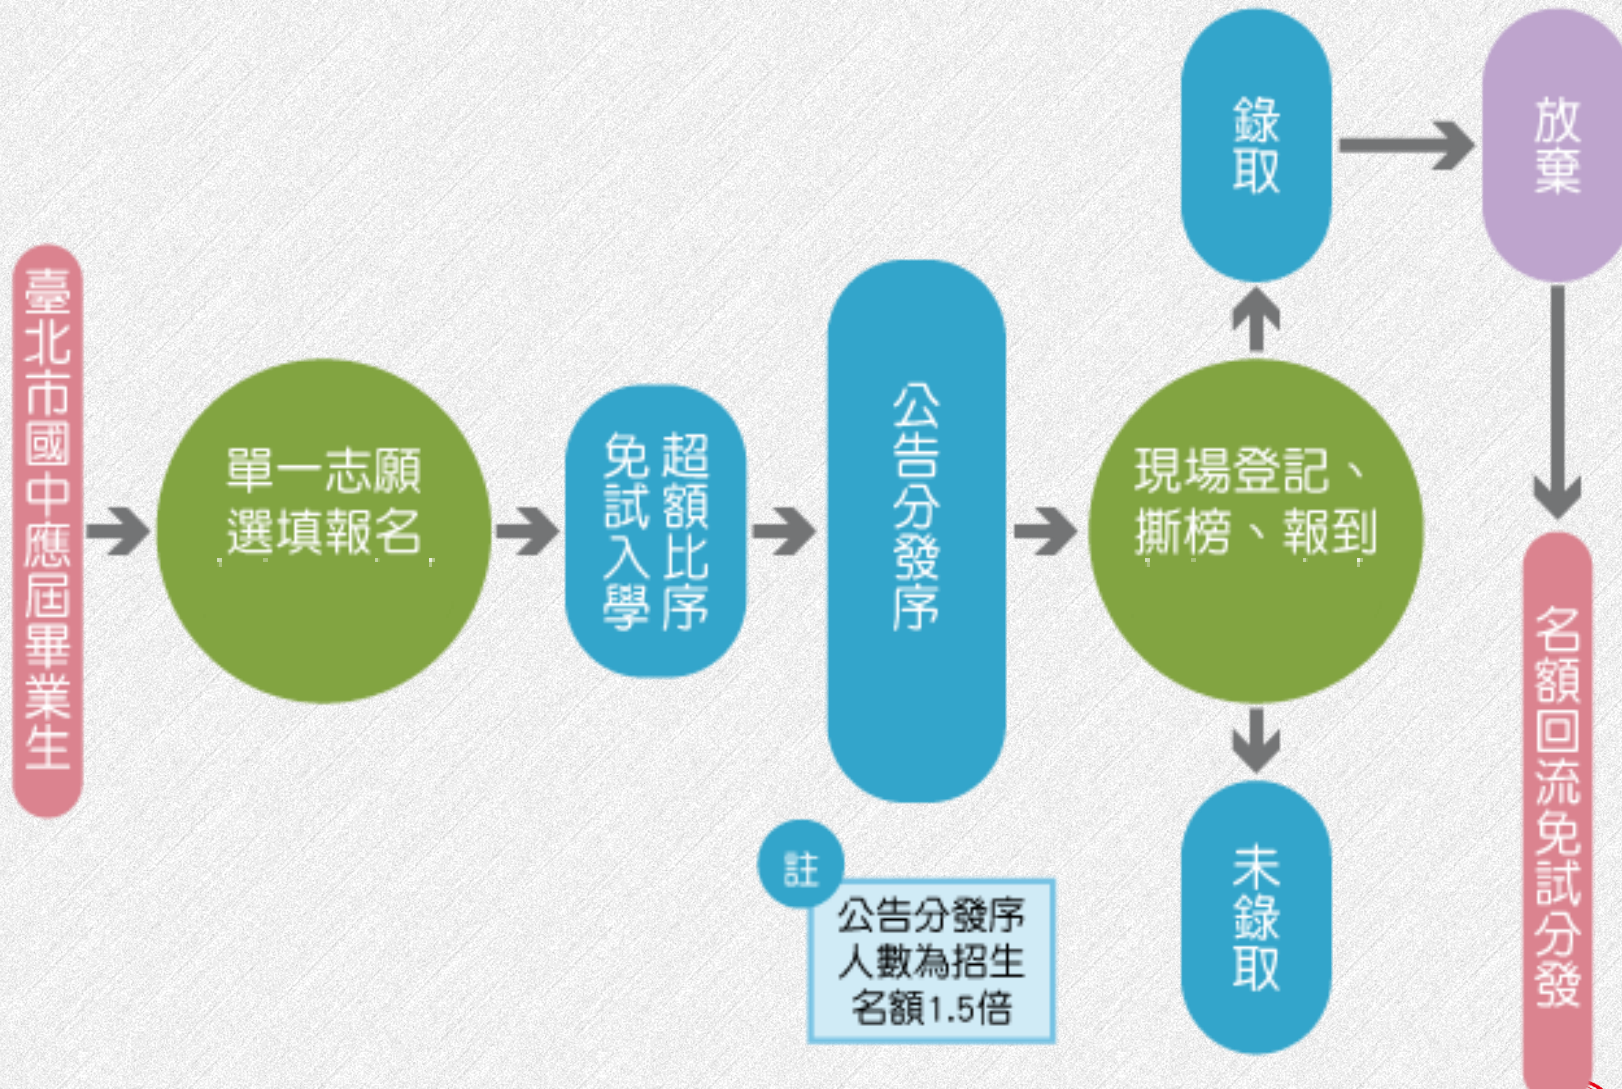 臺北市國中應屆畢業生
單一志願
選填報名
超額比序
免試入學
公告分發序
註
公告分發序
人數為招生
名額1.5倍
現場登記、
撕榜、報到
錄取
放棄
未錄取
名額回流免試分發